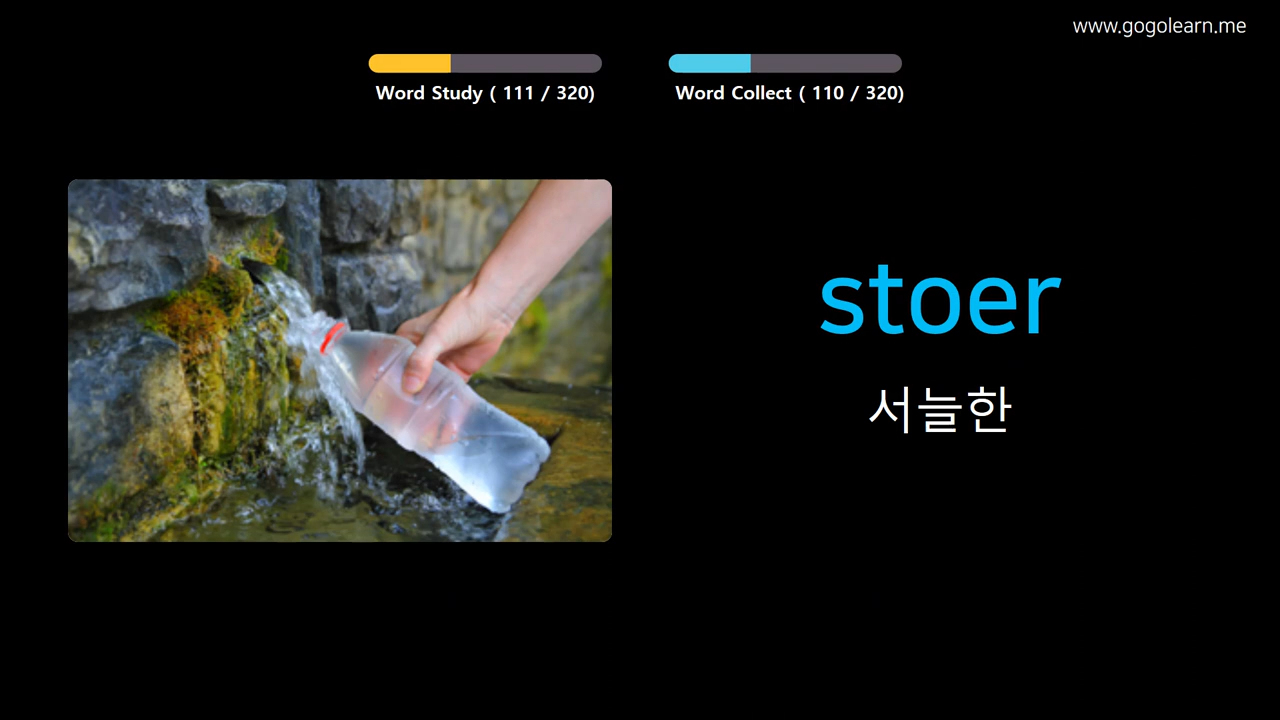 www.gogolearn.me
Word Study ( 111 / 320)
Word Collect ( 110 / 320)
stoer
서늘한